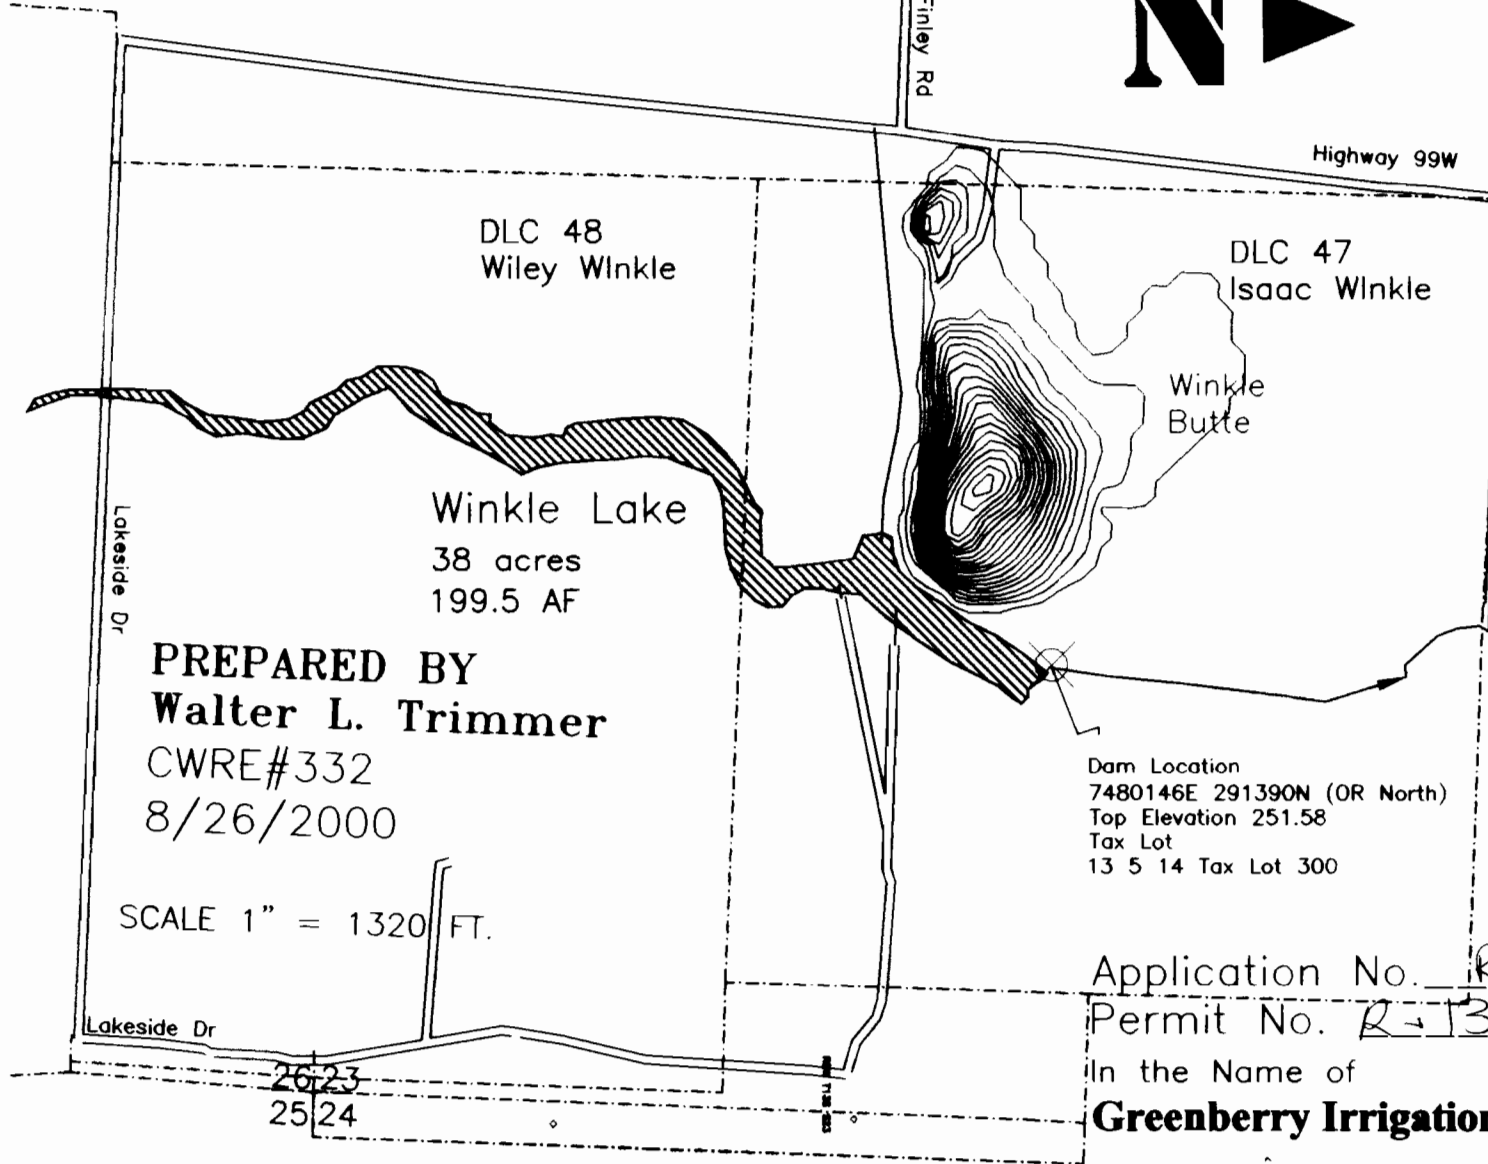 Finley Rd
N
Highway 99W
DLC 48
Wiley WInkle
DLC 47
Isaac WInkle
Winkle
Butte
Winkle Lake
38 acres
199.5 AF
Lakeside Dr
PREPARED BY
Walter L. Trimmer
CWRE#332
8/26/2000
SCALE 1" = 1320 FT.
Dam Location
7480146E 291390N (OR North)
Top Elevation 251.58
Tax Lot
13 5 14 Tax Lot 300
Application No. R
Permit No. R-13
In the Name of
Greenberry Irrigation
Lakeside Dr
26 23
25 24